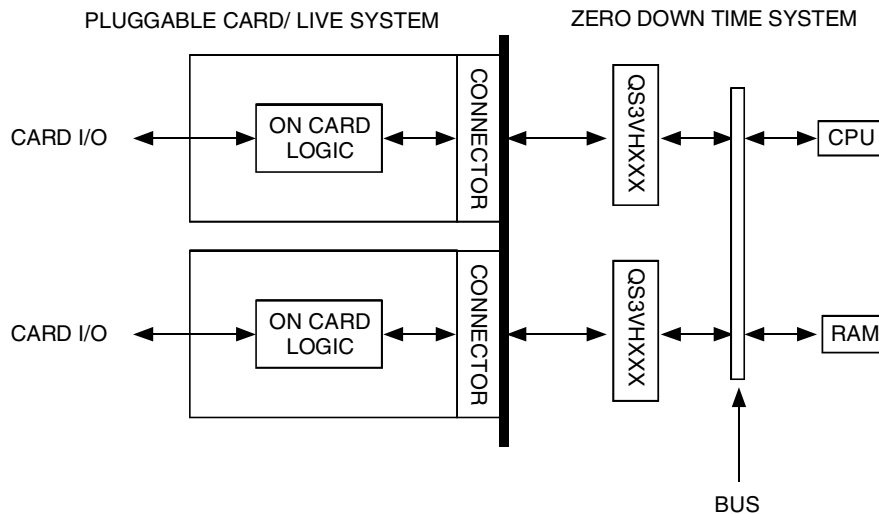 PLUGGABLE CARD/ LIVE SYSTEM
ZERO DOWN TIME SYSTEM
CARD I/O
ON CARD
LOGIC
CONNECTOR
QS3VHXXX
CPU
CARD I/O
ON CARD
LOGIC
CONNECTOR
QS3VHXXX
RAM
BUS